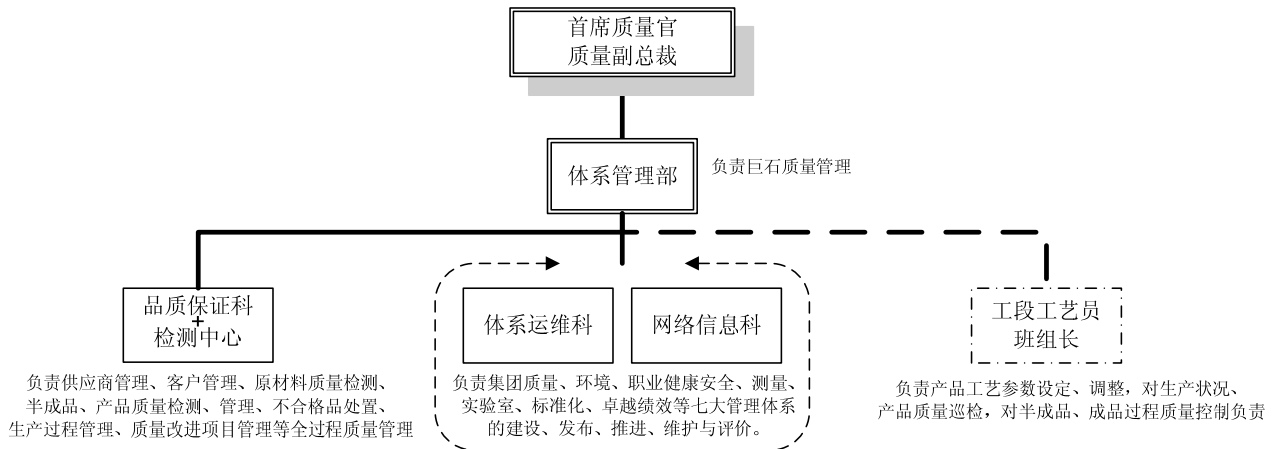 首席质量官
质量副总裁
体系管理部
负责巨石质量管理
品质保证科
+
检测中心
体系运维科
网络信息科
工段工艺员
班组长
负责供应商管理、客户管理、原材料质量检测、
半成品、产品质量检测、管理、不合格品处置、
生产过程管理、质量改进项目管理等全过程质量管理
负责集团质量、环境、职业健康安全、测量、
实验室、标准化、卓越绩效等七大管理体系
的建设、发布、推进、维护与评价。
负责产品工艺参数设定、调整，对生产状况、
产品质量巡检，对半成品、成品过程质量控制负责